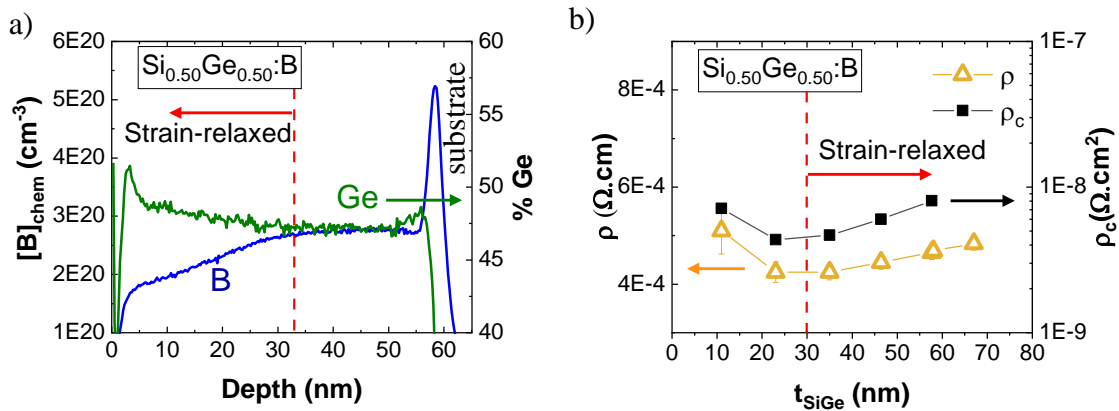 a)
6E20
5E20
4E20
3E20
2E20
1E20
[B]chem (cm-3)
Si0.50Ge0.50:B
Strain-relaxed
Ge
B
substrate
60
55
50
45
40
% Ge
0 10 20 30 40 50 60 70
Depth (nm)
b)
8E-4
6E-4
4E-4
ρ (Ω.cm)
Si0.50Ge0.50:B
ρ
ρc
Strain-relaxed
1E-7
1E-8
1E-9
ρc(Ω.cm2)
0 10 20 30 40 50 60 70 80
tSiGe (nm)